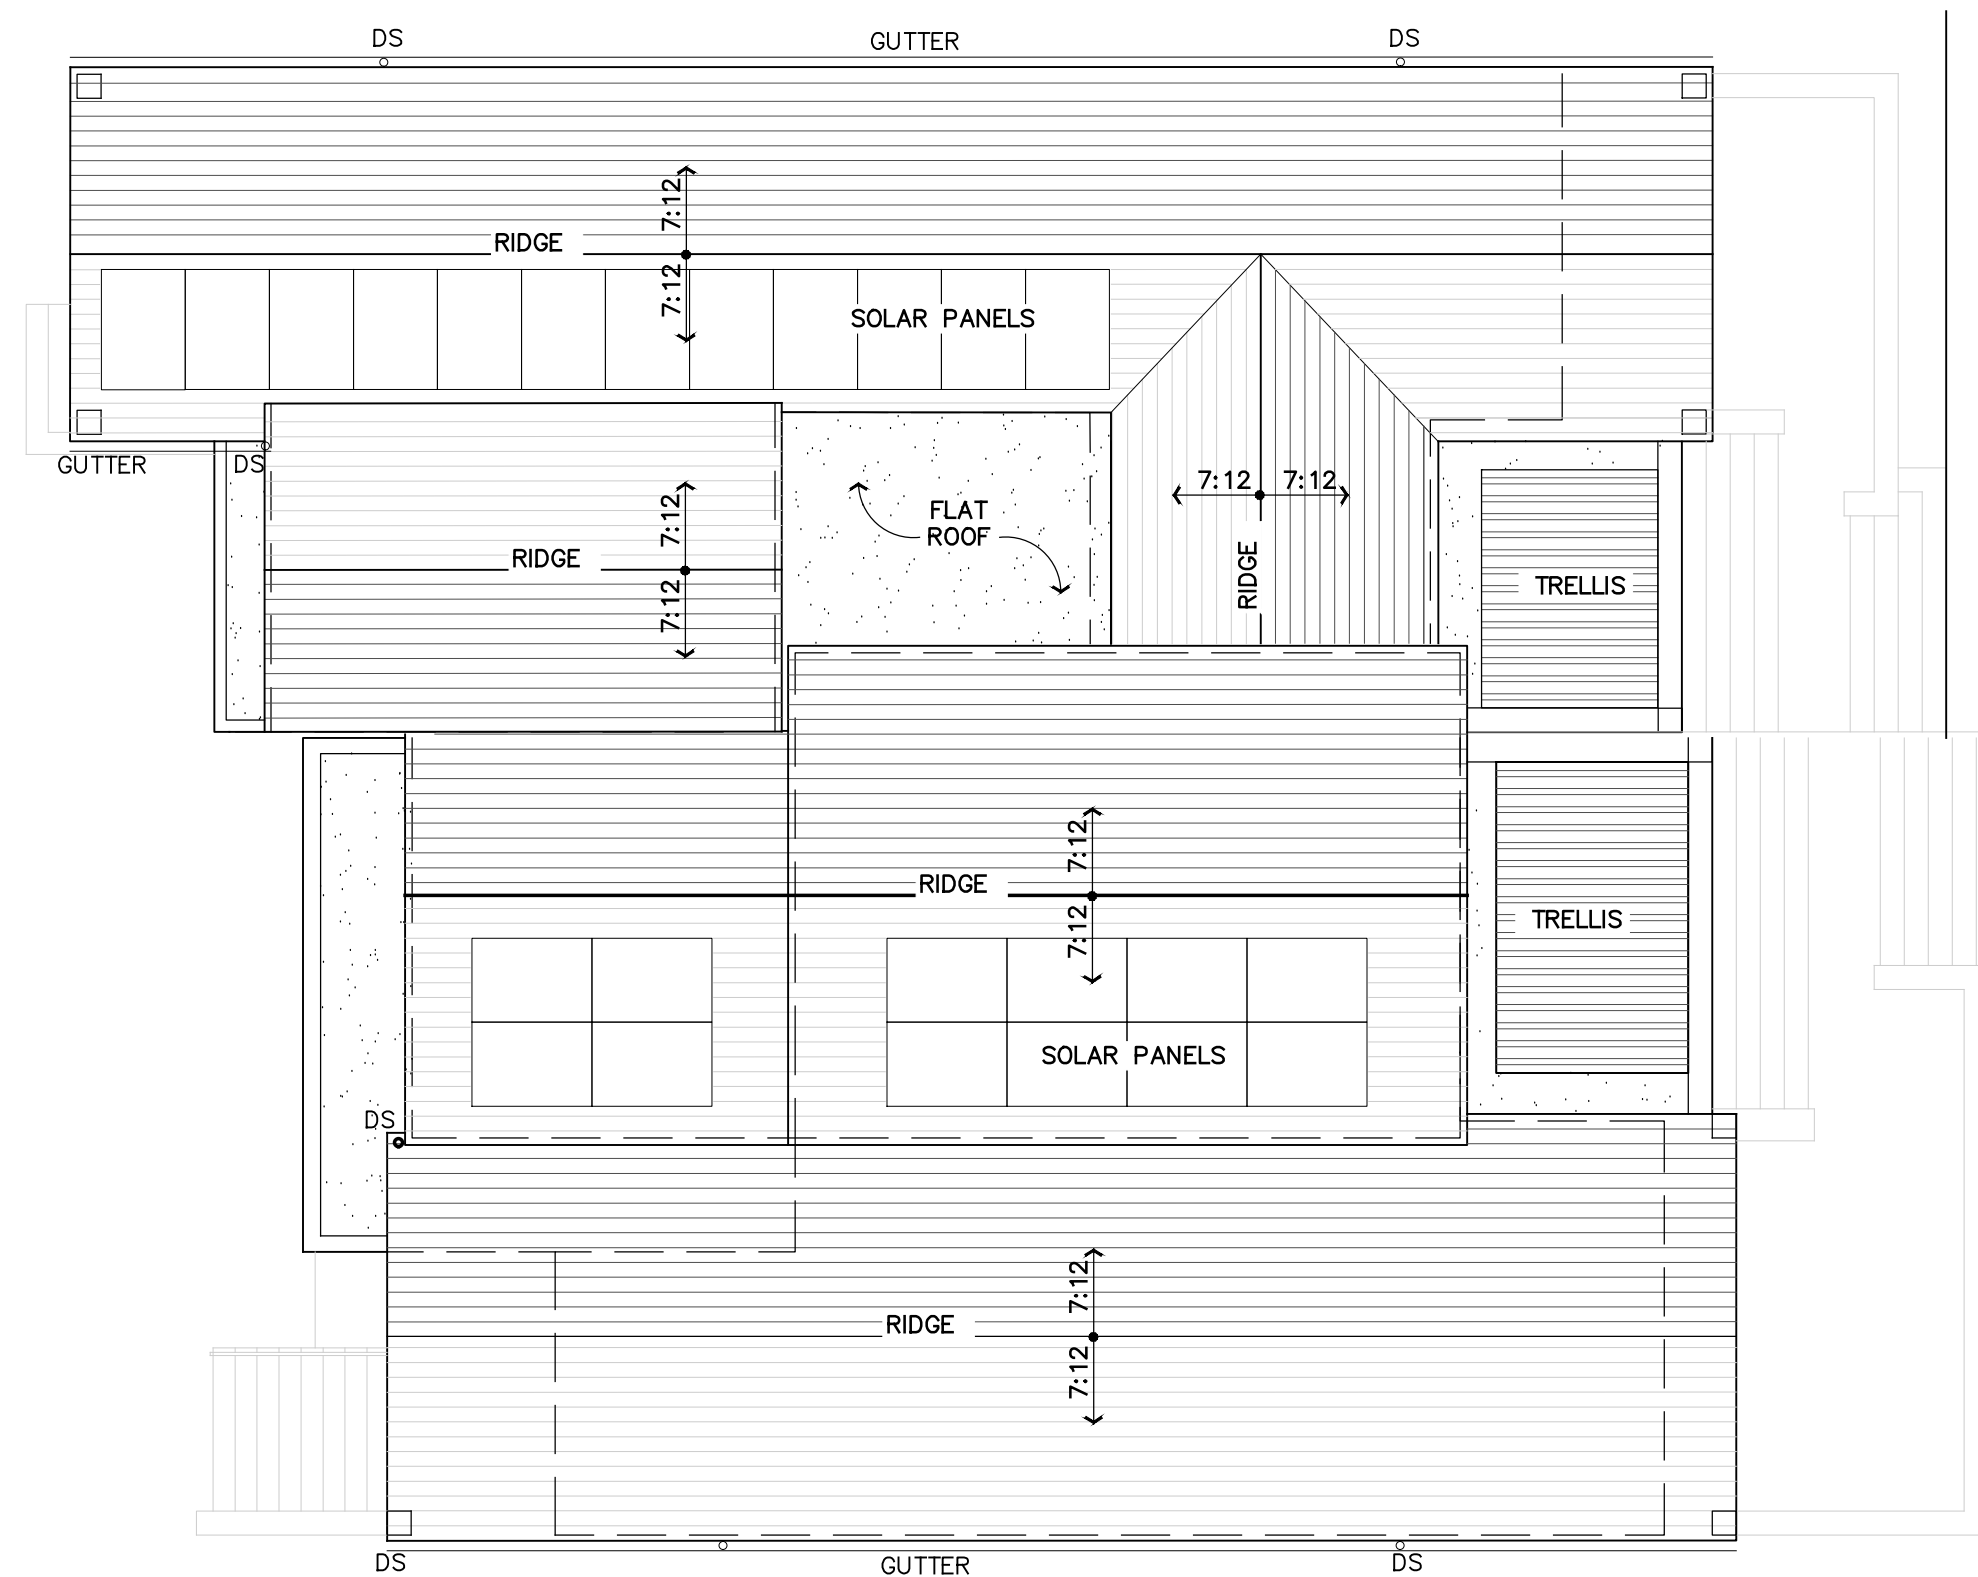 DS
GUTTER
DS
7:12
RIDGE
7:12
SOLAR PANELS
GUTTER
DS
7:12
RIDGE
7:12
FLAT
ROOF
7:12
7:12
RIDGE
TRELLIS
7:12
RIDGE
7:12
TRELLIS
SOLAR PANELS
DS
7:12
RIDGE
7:12
DS
GUTTER
DS